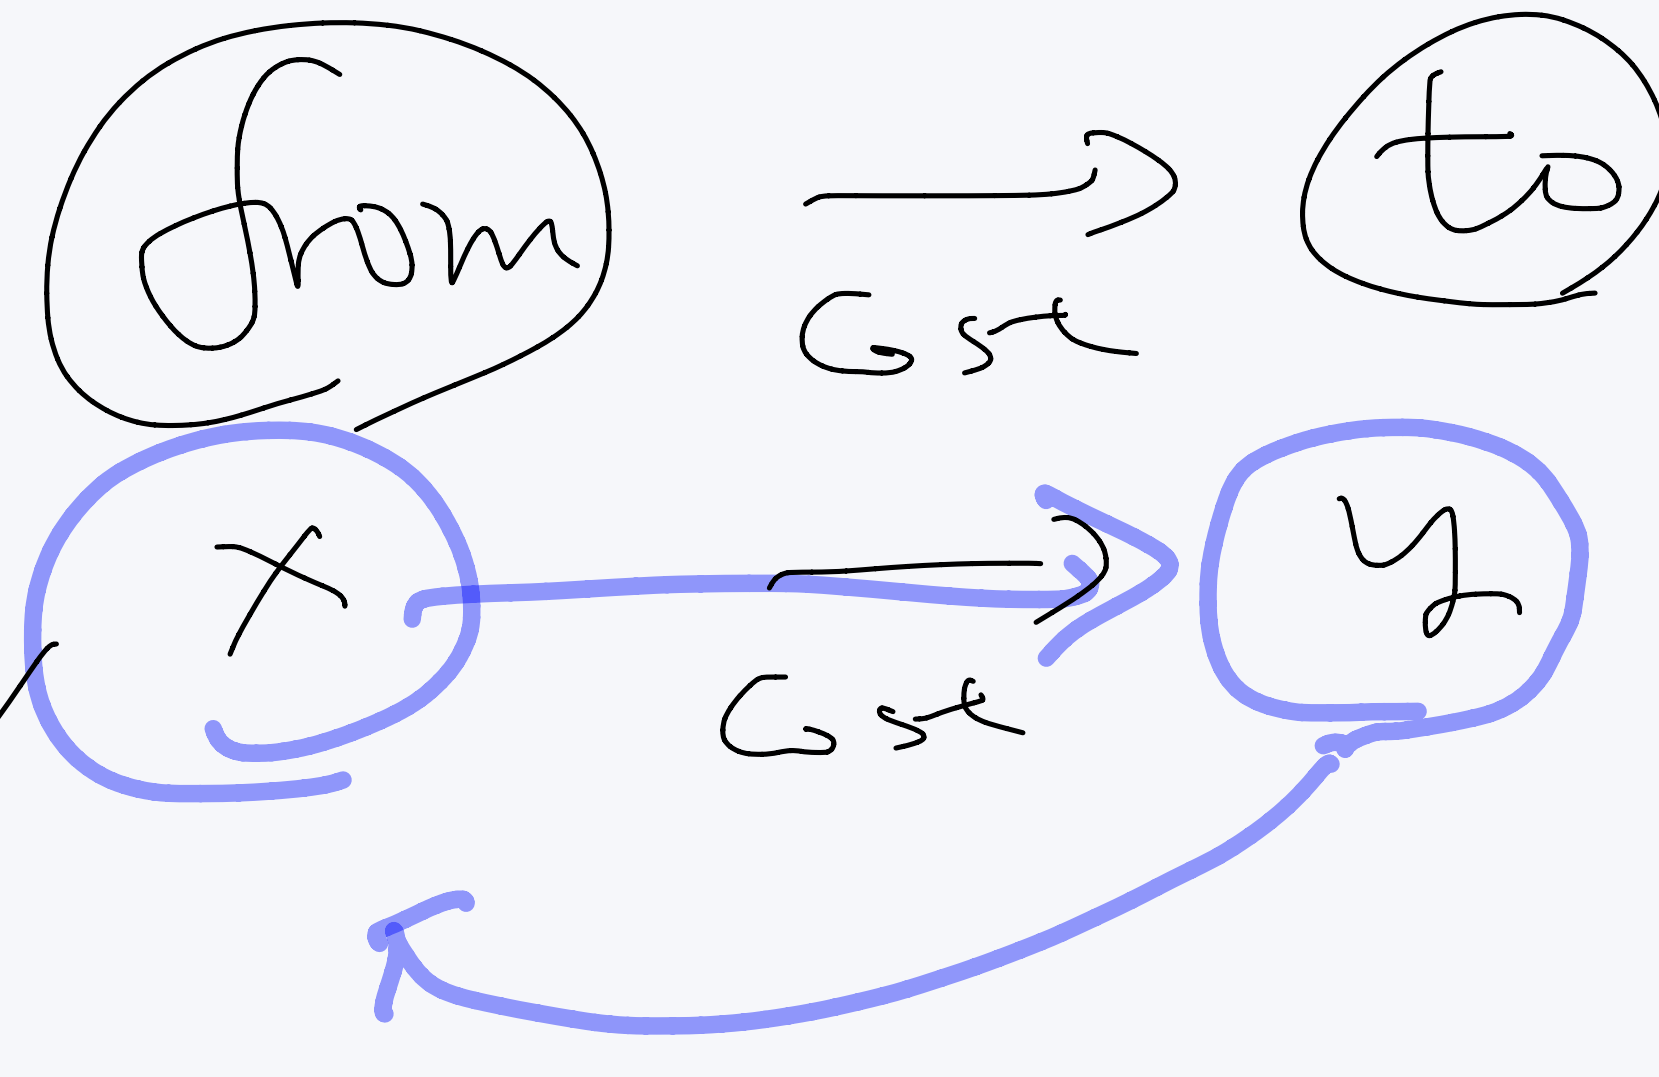 from → to
Cost
x → y
Cost